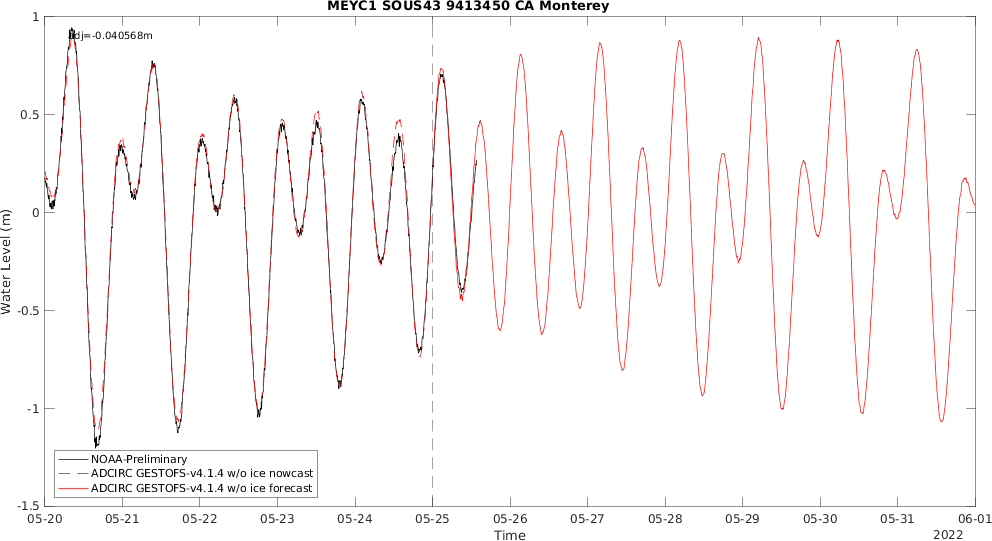 MEYC1 SOUS43 9413450 CA Monterey
adj=-0.040568m
1
0.5
0
-0.5
-1
-1.5
Water Level (m)
NOAA-Preliminary
ADCIRC GESTOFS-v4.1.4 w/o ice nowcast
ADCIRC GESTOFS-v4.1.4 w/o ice forecast
05-20 05-21 05-22 05-23 05-24 05-25 05-26 05-27 05-28 05-29 05-30 05-31 06-01
Time
2022